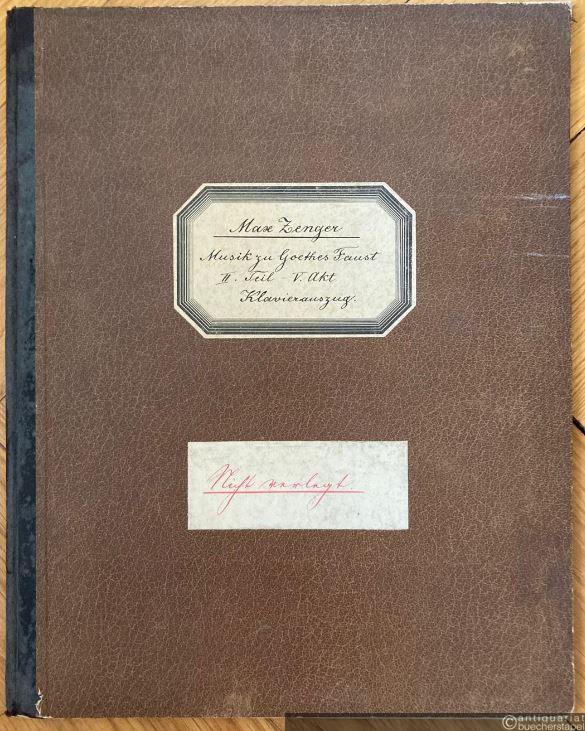 Max Zenger
Musik zu Goethes Faust
II. Teil – V. Akt
Klavierauszug.
Nicht verlegt.
© antiquariat
buecherstapel